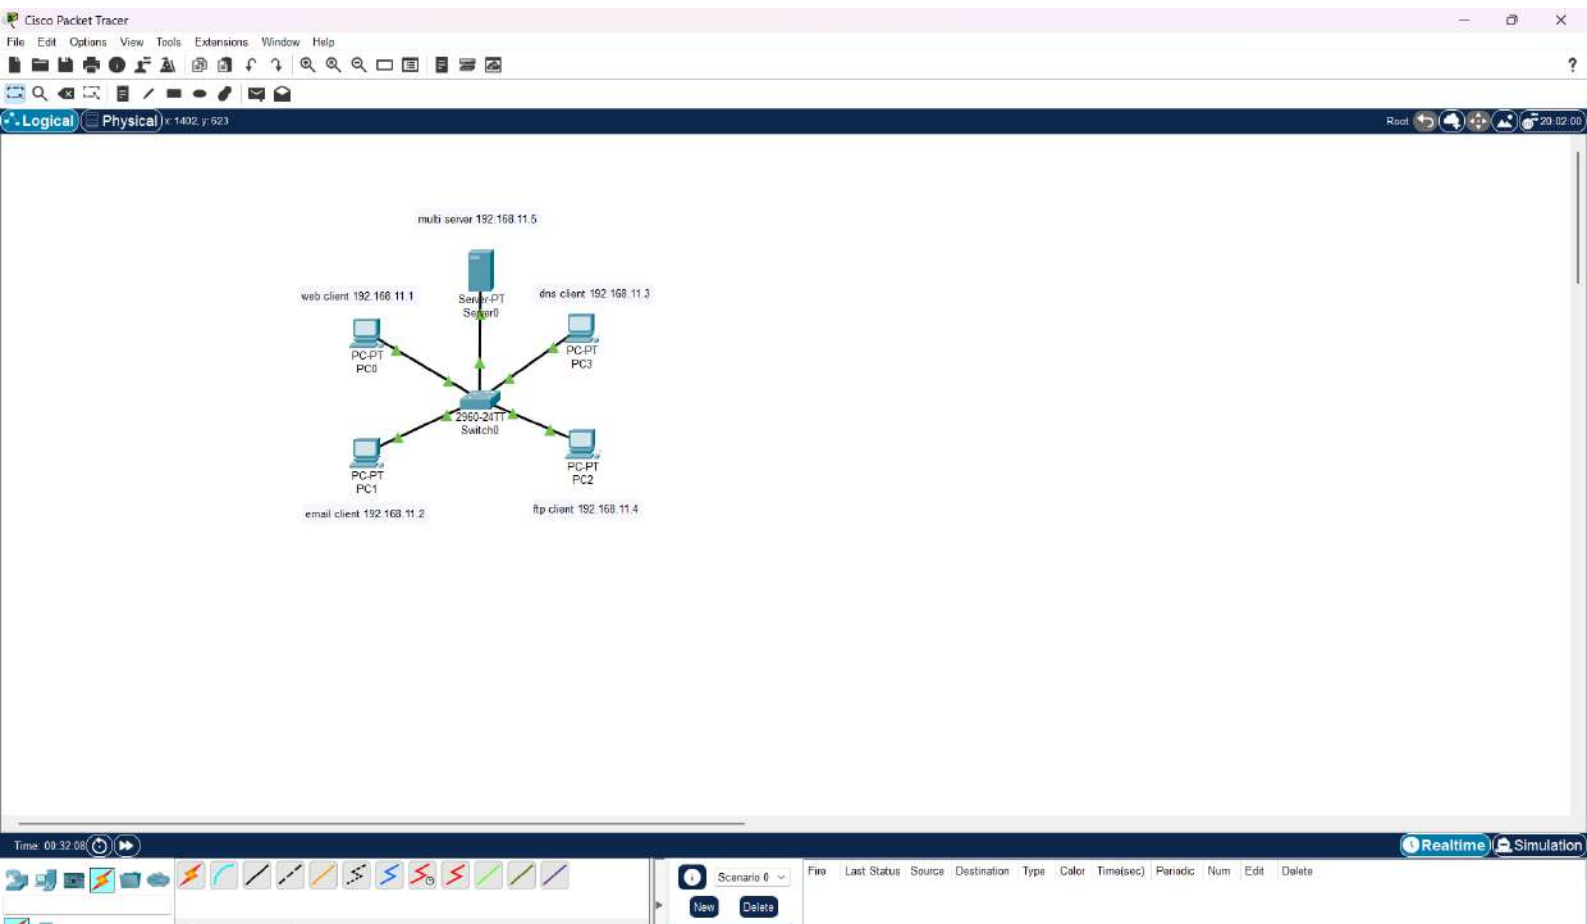 Cisco Packet Tracer
File Edit Options View Tools Extensions Window Help
?
Logical Physical x: 1402, y: 623
Root 20:02:00
multi server 192.168.11.5
web client 192.168.11.1
dns client 192.168.11.3
Server-PT
Server0
PC-PT
PC0
PC-PT
PC3
2960-24TT
Switch0
PC-PT
PC1
PC-PT
PC2
email client 192.168.11.2
ftp client 192.168.11.4
Time: 00:32:08
Realtime Simulation
Scenario 0
New Delete
Fire Last Status Source Destination Type Color Time(sec) Periodic Num Edit Delete